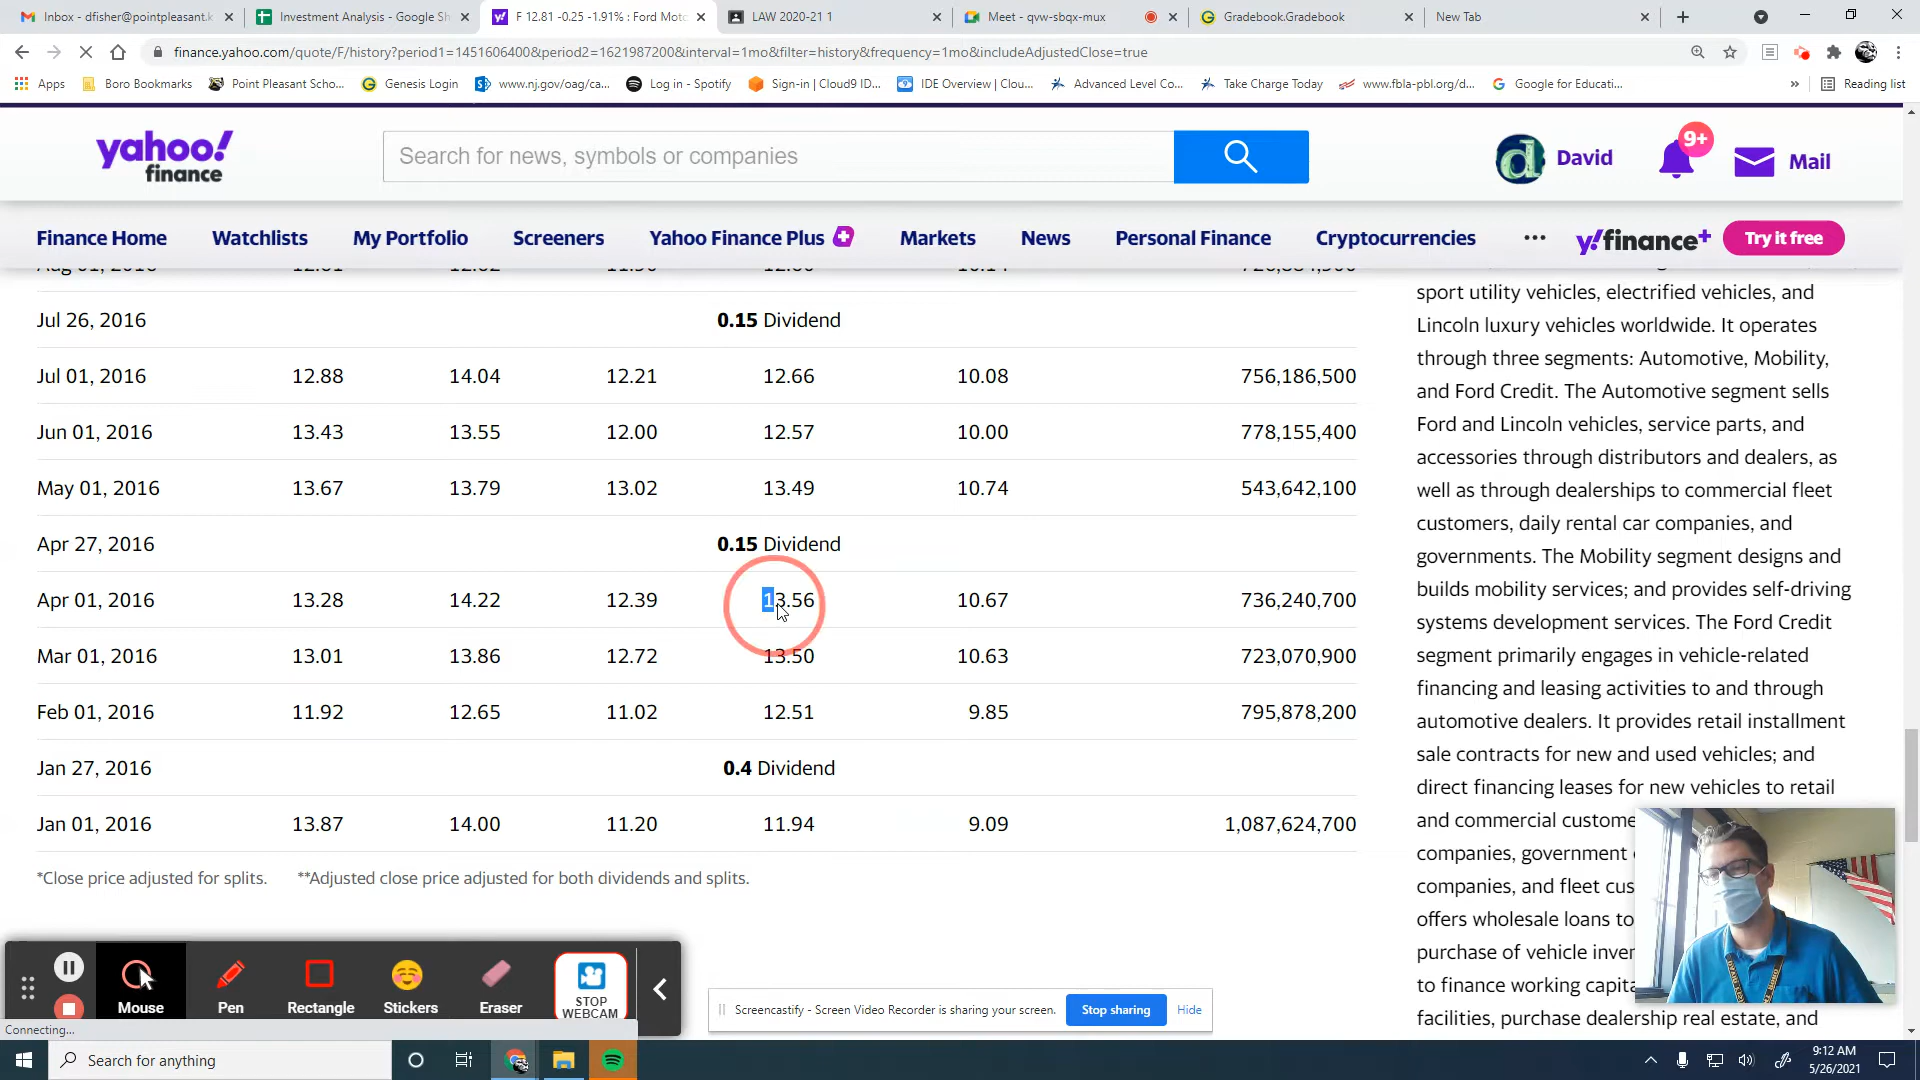 Inbox - dfisher@pointpleasant.k
Investment Analysis - Google Sh
F 12.81 -0.25 -1.91% : Ford Moto
LAW 2020-21 1
Meet - qvw-sbqx-mux
Gradebook.Gradebook
New Tab
finance.yahoo.com/quote/F/history?period1=1451606400&period2=1621987200&interval=1mo&filter=history&frequency=1mo&includeAdjustedClose=true
Apps
Boro Bookmarks
Point Pleasant Scho...
Genesis Login
www.nj.gov/oag/ca...
Log in - Spotify
Sign-in | Cloud9 ID...
IDE Overview | Clou...
Advanced Level Co...
Take Charge Today
www.fbla-pbl.org/d...
Google for Educati...
»
Reading list
yahoo!
finance
Search for news, symbols or companies
David
9+
Mail
Finance Home
Watchlists
My Portfolio
Screeners
Yahoo Finance Plus
Markets
News
Personal Finance
Cryptocurrencies
...
y!finance+
Try it free
Jul 26, 2016 0.15 Dividend
Jul 01, 2016 12.88 14.04 12.21 12.66 10.08 756,186,500
Jun 01, 2016 13.43 13.55 12.00 12.57 10.00 778,155,400
May 01, 2016 13.67 13.79 13.02 13.49 10.74 543,642,100
Apr 27, 2016 0.15 Dividend
Apr 01, 2016 13.28 14.22 12.39 13.56 10.67 736,240,700
Mar 01, 2016 13.01 13.86 12.72 13.50 10.63 723,070,900
Feb 01, 2016 11.92 12.65 11.02 12.51 9.85 795,878,200
Jan 27, 2016 0.4 Dividend
Jan 01, 2016 13.87 14.00 11.20 11.94 9.09 1,087,624,700
*Close price adjusted for splits. **Adjusted close price adjusted for both dividends and splits.
sport utility vehicles, electrified vehicles, and
Lincoln luxury vehicles worldwide. It operates
through three segments: Automotive, Mobility,
and Ford Credit. The Automotive segment sells
Ford and Lincoln vehicles, service parts, and
accessories through distributors and dealers, as
well as through dealerships to commercial fleet
customers, daily rental car companies, and
governments. The Mobility segment designs and
builds mobility services; and provides self-driving
systems development services. The Ford Credit
segment primarily engages in vehicle-related
financing and leasing activities to and through
automotive dealers. It provides retail installment
sale contracts for new and used vehicles; and
direct financing leases for new vehicles to retail
and commercial custome
companies, government
companies, and fleet cus
offers wholesale loans to
purchase of vehicle inver
to finance working capita
facilities, purchase dealership real estate, and
Mouse
Pen
Rectangle
Stickers
Eraser
STOP
WEBCAM
Screencastify - Screen Video Recorder is sharing your screen.
Stop sharing
Hide
Connecting...
Search for anything
9:12 AM
5/26/2021